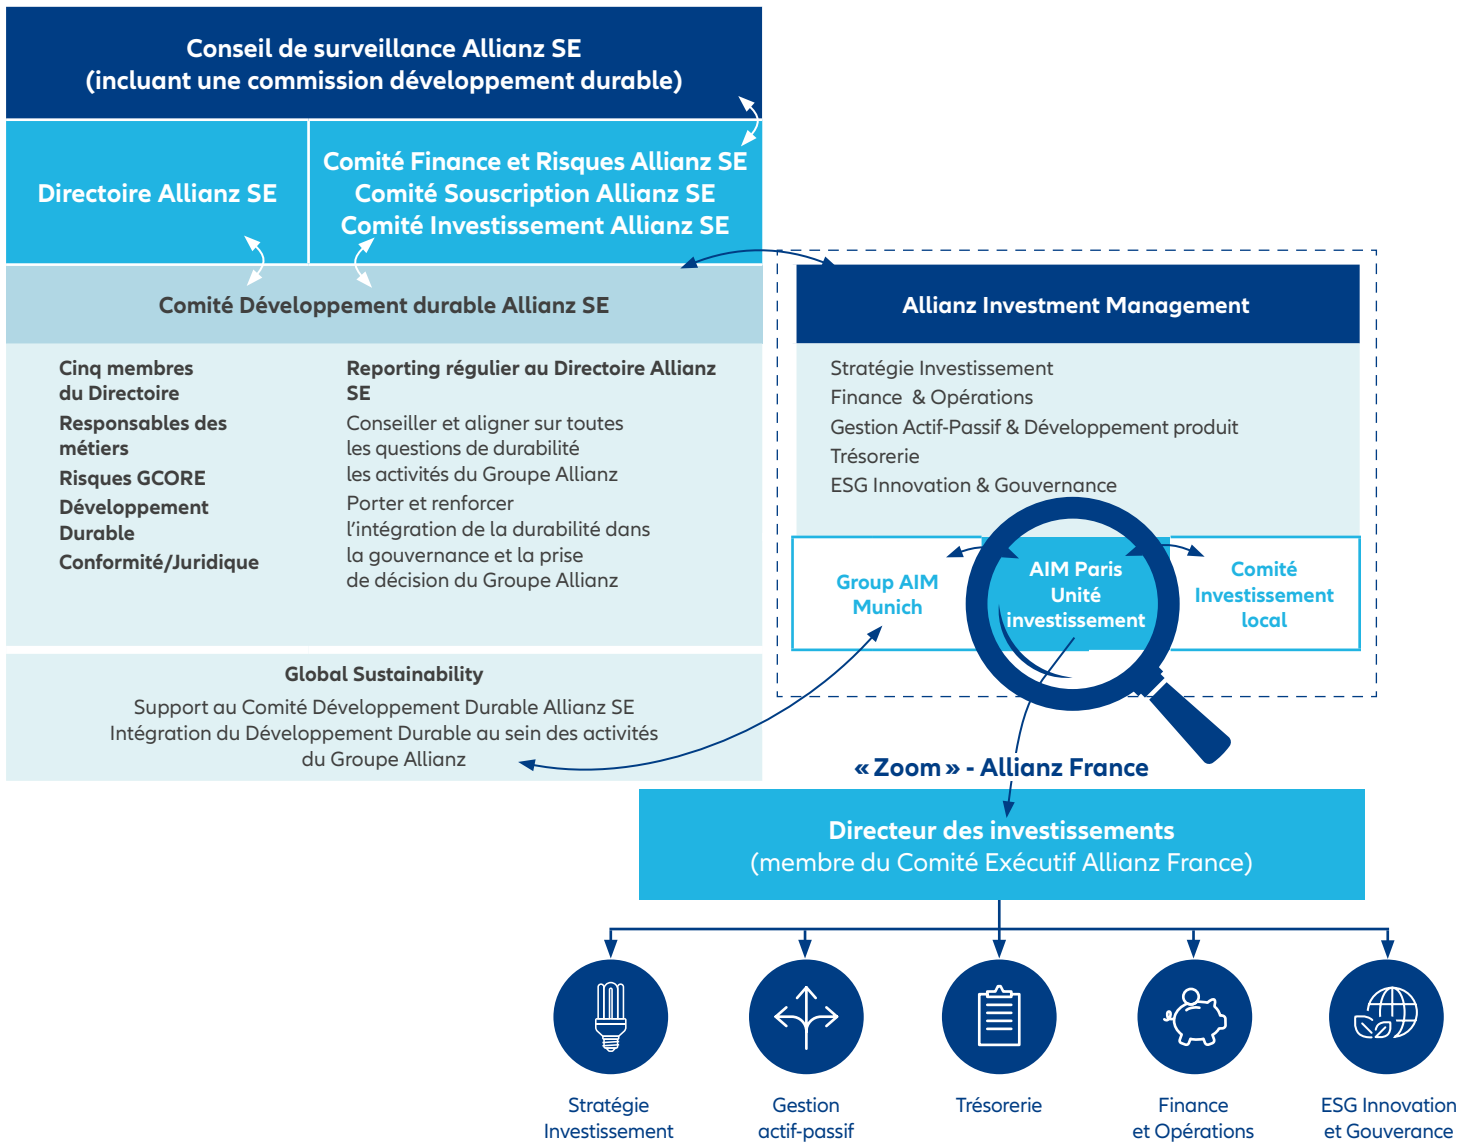 Conseil de surveillance Allianz SE
(incluant une commission développement durable)
Directoire Allianz SE
Comité Finance et Risques Allianz SE
Comité Souscription Allianz SE
Comité Investissement Allianz SE
Comité Développement durable Allianz SE
Cinq membres
du Directoire
Responsables des
métiers
Risques GCORE
Développement
Durable
Conformité/Juridique
Reporting régulier au Directoire Allianz
SE
Conseiller et aligner sur toutes
les questions de durabilité
les activités du Groupe Allianz
Porter et renforcer
l'intégration de la durabilité dans
la gouvernance et la prise
de décision du Groupe Allianz
Global Sustainability
Support au Comité Développement Durable Allianz SE
Intégration du Développement Durable au sein des activités
du Groupe Allianz
Allianz Investment Management
Stratégie Investissement
Finance & Opérations
Gestion Actif-Passif & Développement produit
Trésorerie
ESG Innovation & Gouvernance
Group AIM
Munich
AIM Paris
Unité
investissement
Comité
Investissement
local
« Zoom » - Allianz France
Directeur des investissements
(membre du Comité Exécutif Allianz France)
Stratégie
Investissement
Gestion
actif-passif
Trésorerie
Finance
et Opérations
ESG Innovation
et Gouverance